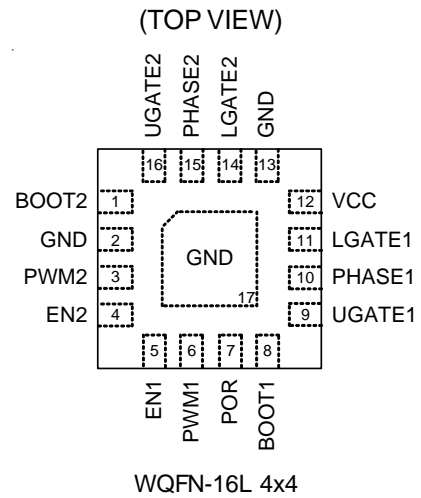 (TOP VIEW)
UGATE2
PHASE2
LGATE2
GND
16
15
14
13
BOOT2 1
GND 2
PWM2 3
EN2 4
12 VCC
11 LGATE1
10 PHASE1
9 UGATE1
GND
17
5
6
7
8
EN1
PWM1
POR
BOOT1
WQFN-16L 4x4